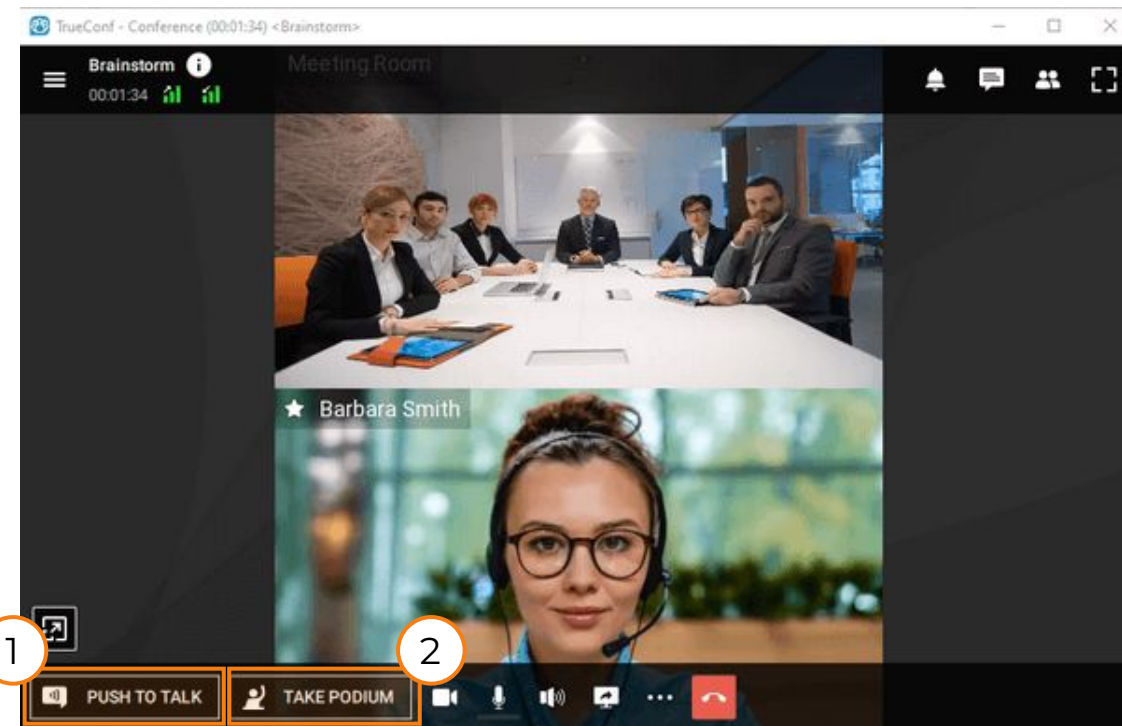 TrueConf - Conference (00:01:34) <Brainstorm>
Brainstorm i
00:01:34
Meeting Room
Barbara Smith
1
2
PUSH TO TALK
TAKE PODIUM